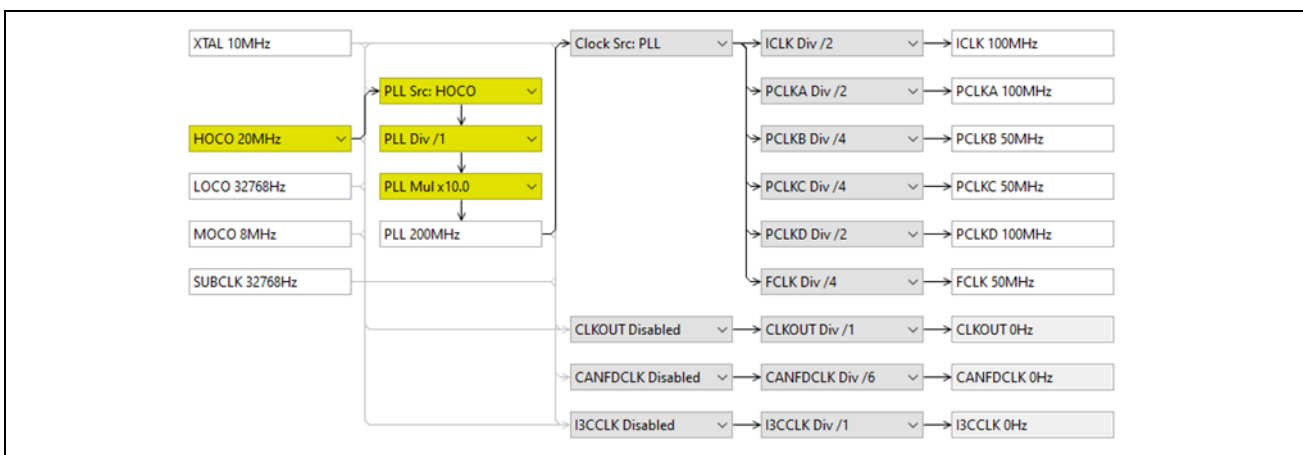 XTAL 10MHz
Clock Src: PLL
ICLK Div /2
ICLK 100MHz
PLL Src: HOCO
PCLKA Div /2
PCLKA 100MHz
HOCO 20MHz
PLL Div /1
PCLKB Div /4
PCLKB 50MHz
LOCO 32768Hz
PLL Mul x10.0
PCLKC Div /4
PCLKC 50MHz
MOCO 8MHz
PLL 200MHz
PCLKD Div /2
PCLKD 100MHz
SUBCLK 32768Hz
FCLK Div /4
FCLK 50MHz
CLKOUT Disabled
CLKOUT Div /1
CLKOUT 0Hz
CANFDCLK Disabled
CANFDCLK Div /6
CANFDCLK 0Hz
I3CCLK Disabled
I3CCLK Div /1
I3CCLK 0Hz